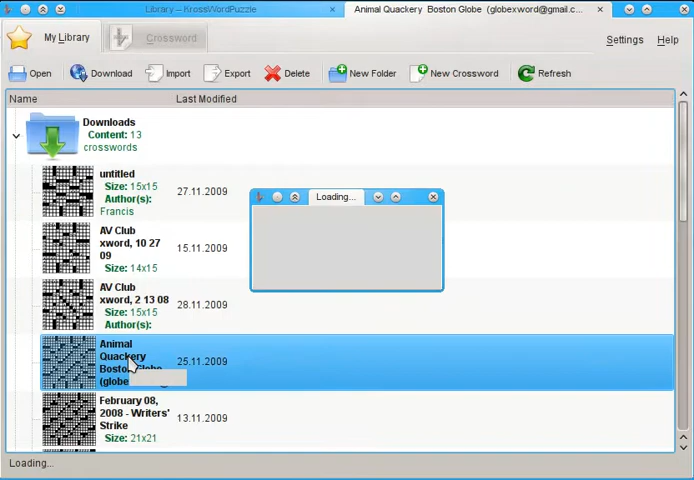 Library – KrossWordPuzzle
Animal Quackery Boston Globe (globexword@gmail.c...
My Library
Crossword
Settings
Help
Open
Download
Import
Export
Delete
New Folder
New Crossword
Refresh
Name
Last Modified
Downloads
Content: 13
crosswords
untitled
Size: 15x15
Author(s):
Francis
27.11.2009
AV Club
xword, 10 27
09
Size: 14x14
15.11.2009
AV Club
xword, 2 13 08
Size: 15x15
Author(s):
28.11.2009
Loading...
Animal
Quackery
Boston Globe
(globe
25.11.2009
February 08,
2008 - Writers'
Strike
Size: 21x21
13.11.2009
Loading...